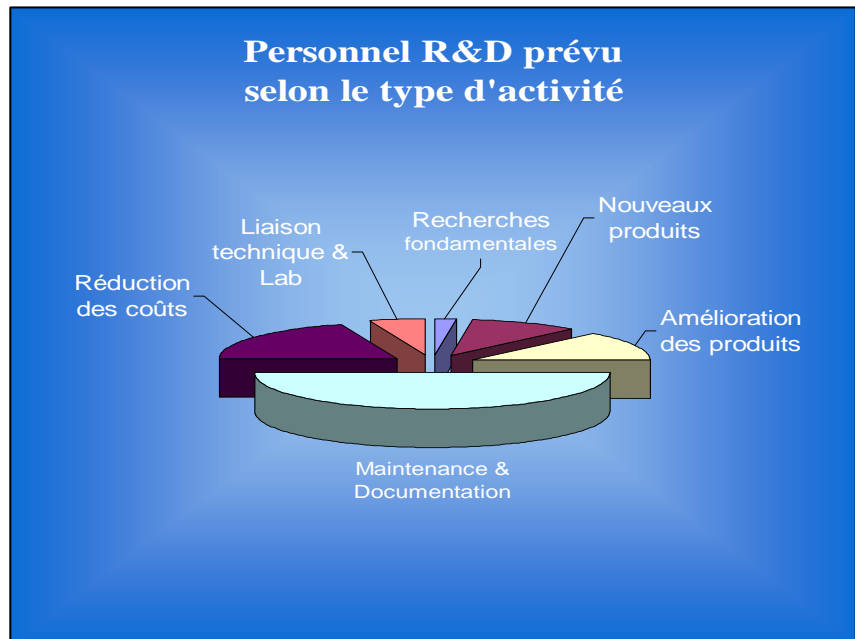 Personnel R&D prévu
selon le type d'activité
Liaison
technique &
Lab
Recherches
fondamentales
Nouveaux
produits
Réduction
des coûts
Amélioration
des produits
Maintenance &
Documentation